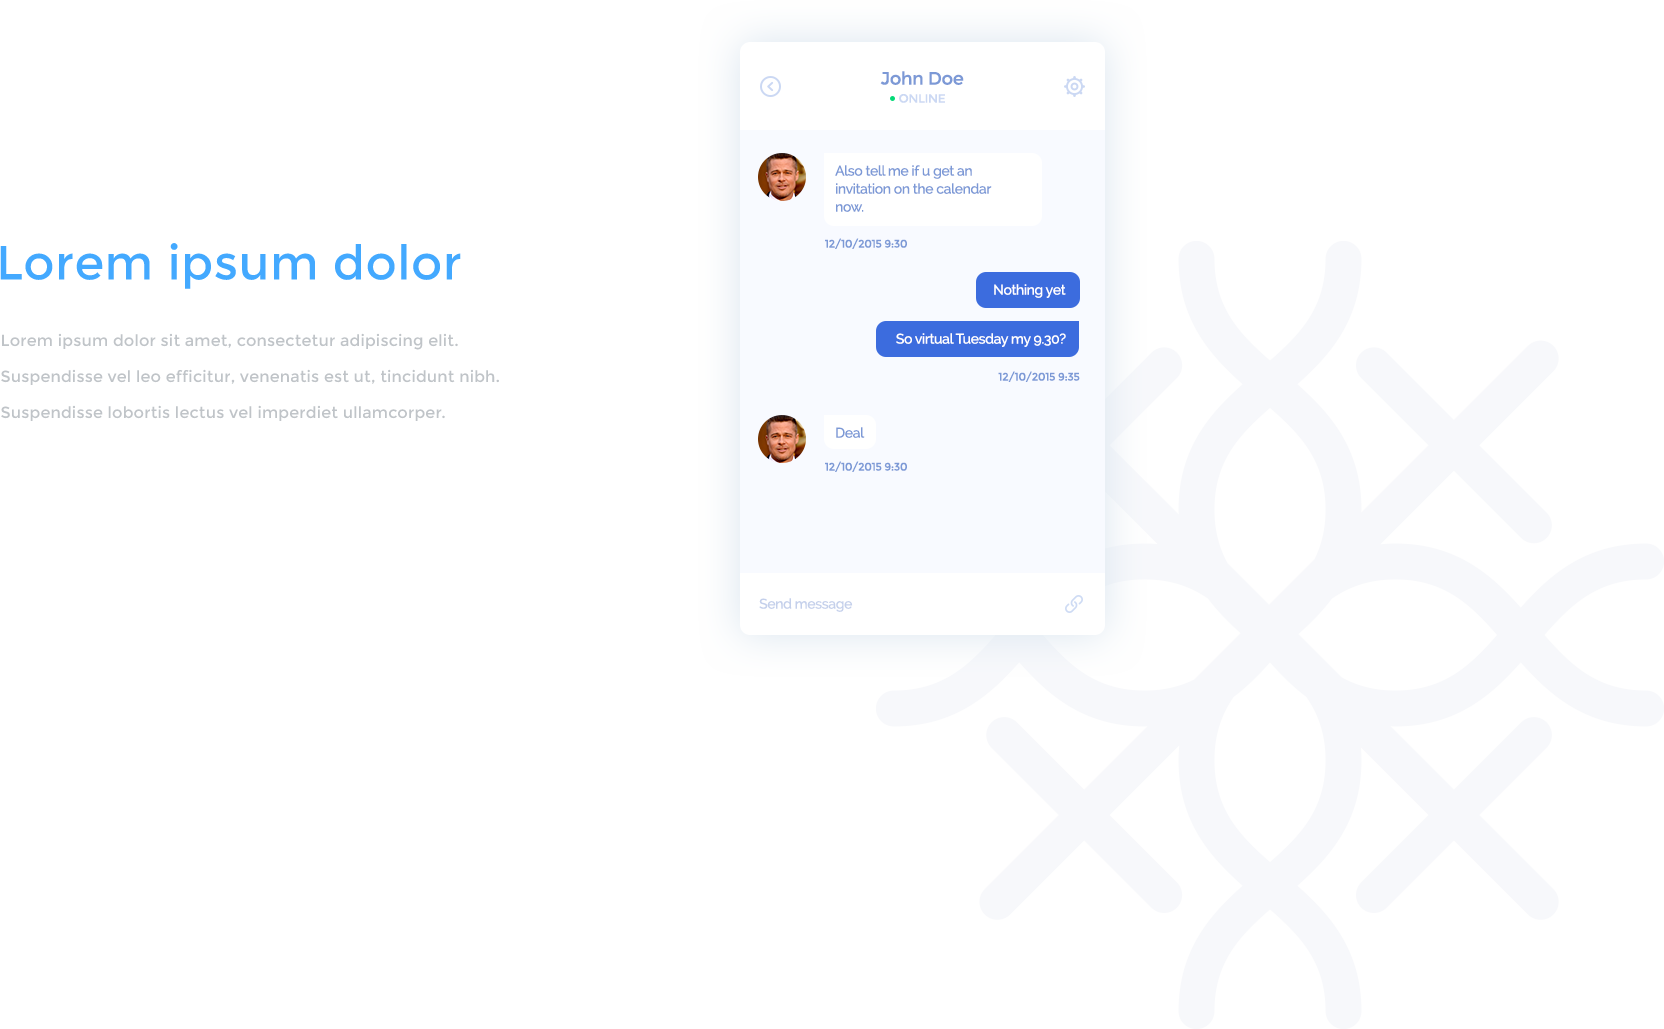 Lorem ipsum dolor
Lorem ipsum dolor sit amet, consectetur adipiscing elit.
Suspendisse vel leo efficitur, venenatis est ut, tincidunt nibh.
Suspendisse lobortis lectus vel imperdiet ullamcorper.
John Doe
ONLINE
Also tell me if u get an
invitation on the calendar
now.
12/10/2015 9:30
Nothing yet
So virtual Tuesday my 9.30?
12/10/2015 9:35
Deal
12/10/2015 9:30
Send message